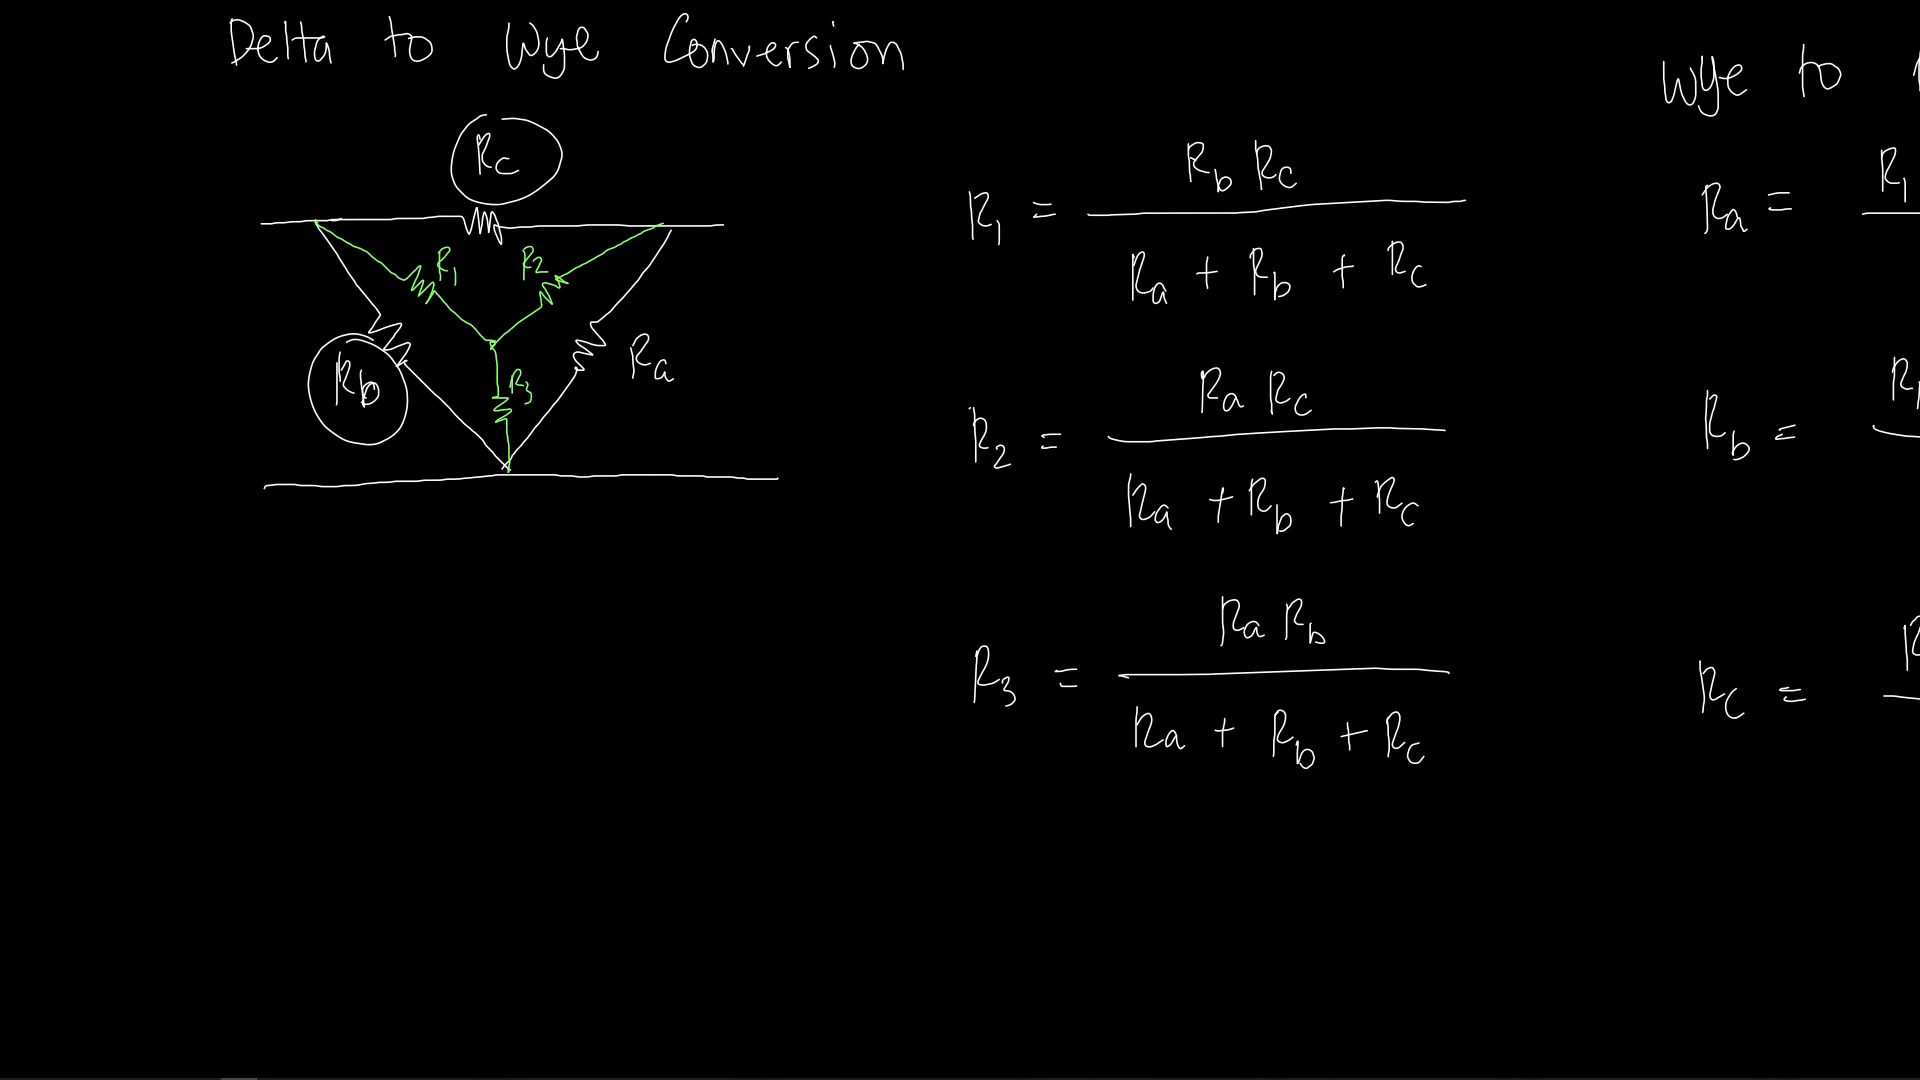 Delta to Wye Conversion
Rc
R1
R2
Rb
R3
Ra
R1 = Rb Rc / Ra + Rb + Rc
R2 = Ra Rc / Ra + Rb + Rc
R3 = Ra Rb / Ra + Rb + Rc
Wye to
Ra = R1
Rb =
Rc =